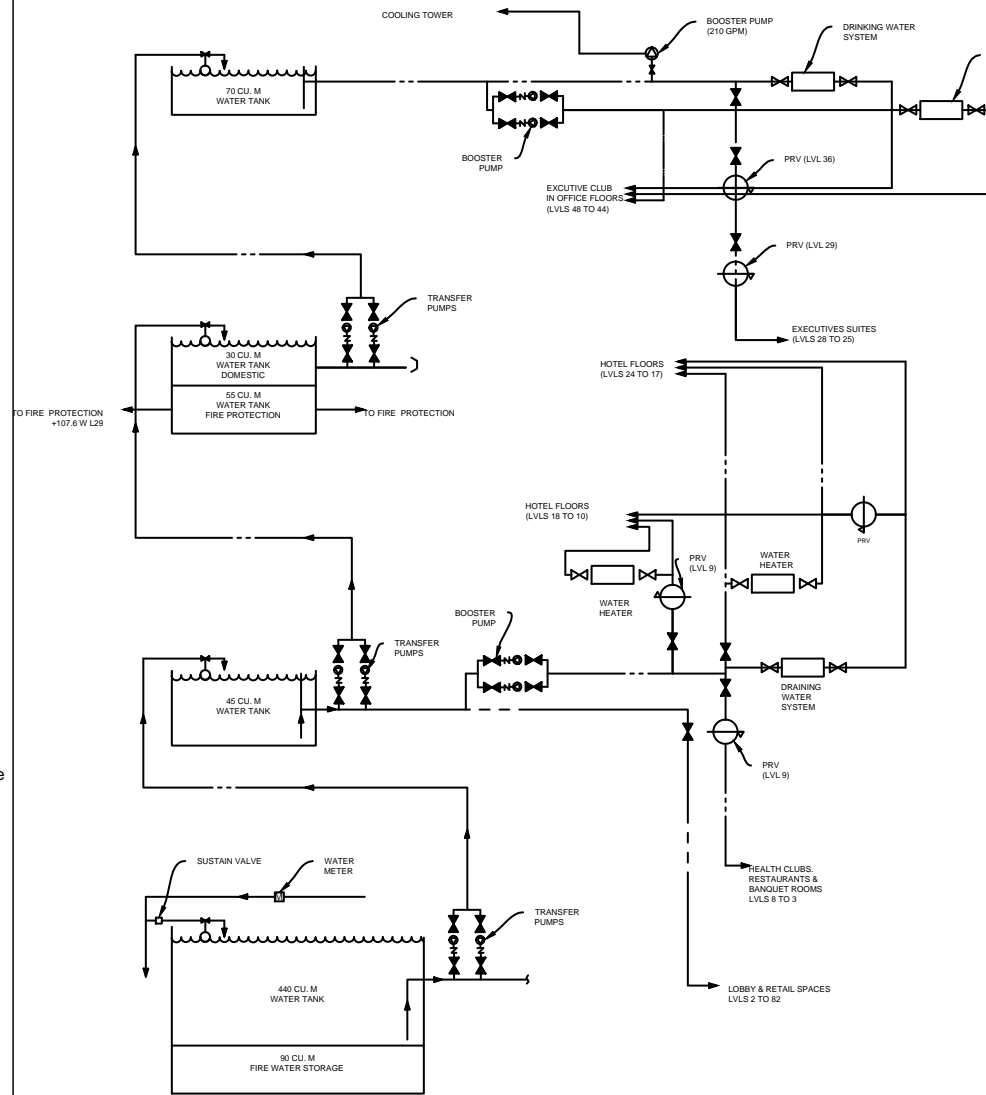 COOLING TOWER
BOOSTER PUMP
(210 GPM)
DRINKING WATER
SYSTEM
70 CU. M
WATER TANK
BOOSTER
PUMP
PRV (LVL 36)
EXCUTIVE CLUB
IN OFFICE FLOORS
(LVLS 48 TO 44)
PRV (LVL 29)
TRANSFER
PUMPS
EXECUTIVES SUITES
(LVLS 28 TO 25)
30 CU. M
WATER TANK
DOMESTIC
HOTEL FLOORS
(LVLS 24 TO 17)
55 CU. M
WATER TANK
FIRE PROTECTION
TO FIRE PROTECTION
+107.6 W L29
TO FIRE PROTECTION
HOTEL FLOORS
(LVLS 18 TO 10)
PRV
PRV
(LVL 9)
WATER
HEATER
WATER
HEATER
BOOSTER
PUMP
TRANSFER
PUMPS
45 CU. M
WATER TANK
DRAINING
WATER
SYSTEM
PRV
(LVL 9)
e
SUSTAIN VALVE
WATER
METER
M
HEALTH CLUBS.
RESTAURANTS &
BANQUET ROOMS
LVLS 8 TO 3
TRANSFER
PUMPS
440 CU. M
WATER TANK
LOBBY & RETAIL SPACES
LVLS 2 TO 82
90 CU. M
FIRE WATER STORAGE